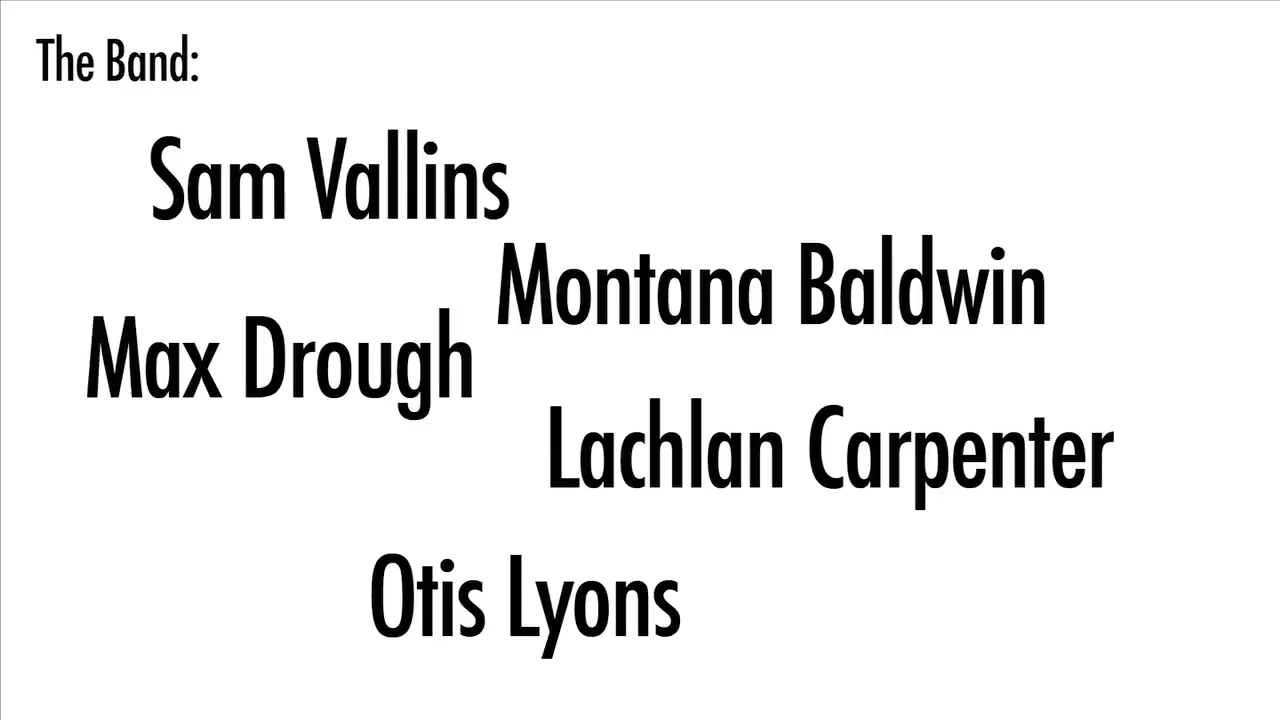 The Band:
Sam Vallins
Montana Baldwin
Max Drough
Lachlan Carpenter
Otis Lyons